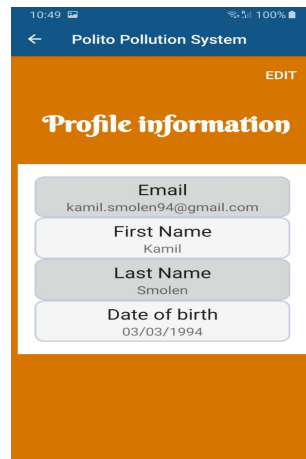 10:49 100%
Polito Pollution System
EDIT
Profile information
Email
kamil.smolen94@gmail.com
First Name
Kamil
Last Name
Smolen
Date of birth
03/03/1994